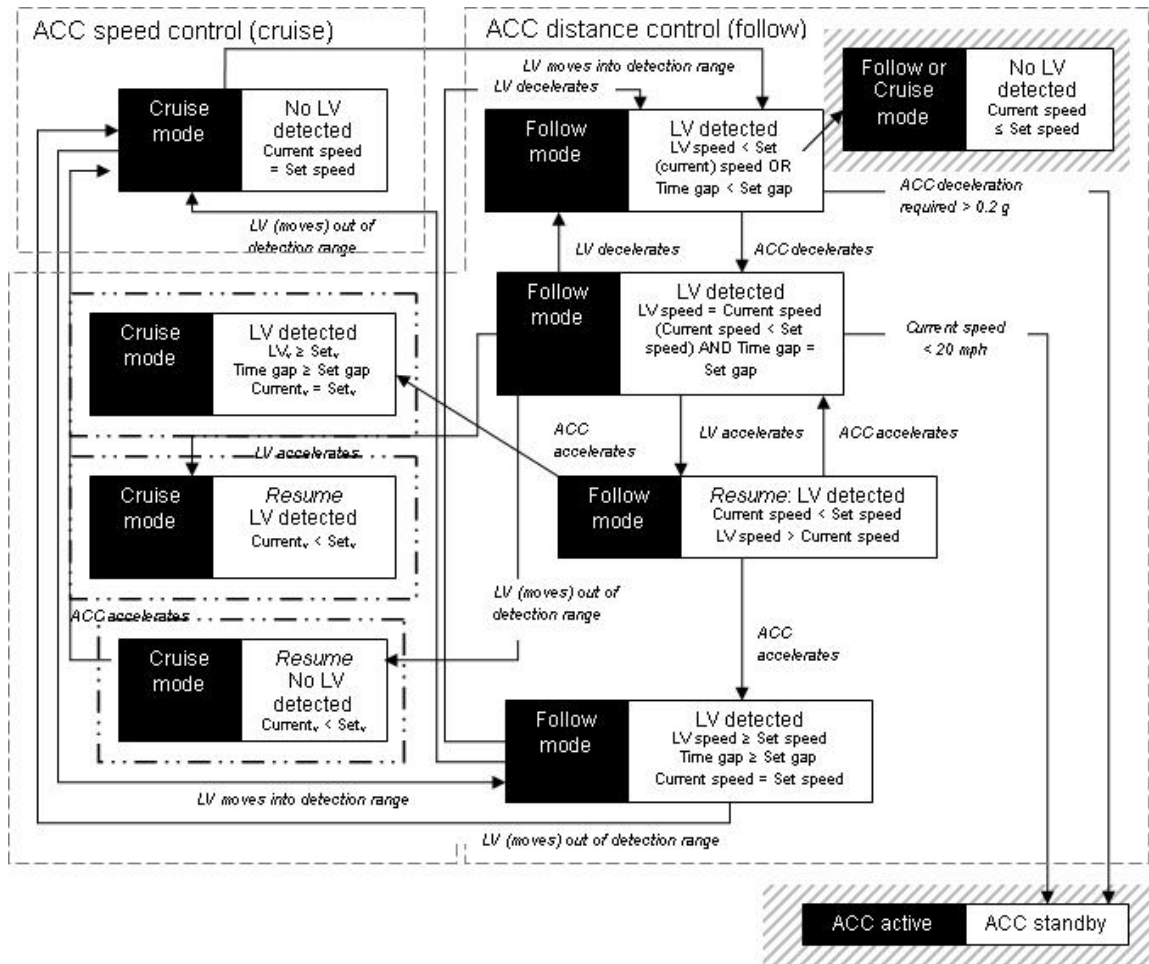 ACC speed control (cruise)
ACC distance control (follow)
LV moves into detection range
LV decelerates
Cruise
mode
No LV
detected
Current speed
= Set speed
Follow
mode
LV detected
LV speed < Set
(current) speed OR
Time gap < Set gap
Follow or
Cruise
mode
No LV
detected
Current speed
≤ Set speed
ACC deceleration
required > 0.2 g
LV (moves) out of
detection range
LV decelerates
ACC decelerates
Follow
mode
LV detected
LV speed = Current speed
(Current speed < Set
speed) AND Time gap =
Set gap
Current speed
< 20 mph
Cruise
mode
LV detected
LVv ≥ Setv
Time gap ≥ Set gap
Currentv = Setv
ACC
accelerates
LV accelerates
ACC accelerates
LV accelerates
Cruise
mode
Resume
LV detected
Currentv < Setv
Follow
mode
Resume: LV detected
Current speed < Set speed
LV speed > Current speed
LV (moves) out of
detection range
ACC accelerates
Cruise
mode
Resume
No LV
detected
Currentv < Setv
ACC
accelerates
Follow
mode
LV detected
LV speed ≥ Set speed
Time gap ≥ Set gap
Current speed = Set speed
LV moves into detection range
LV (moves) out of detection range
ACC active
ACC standby